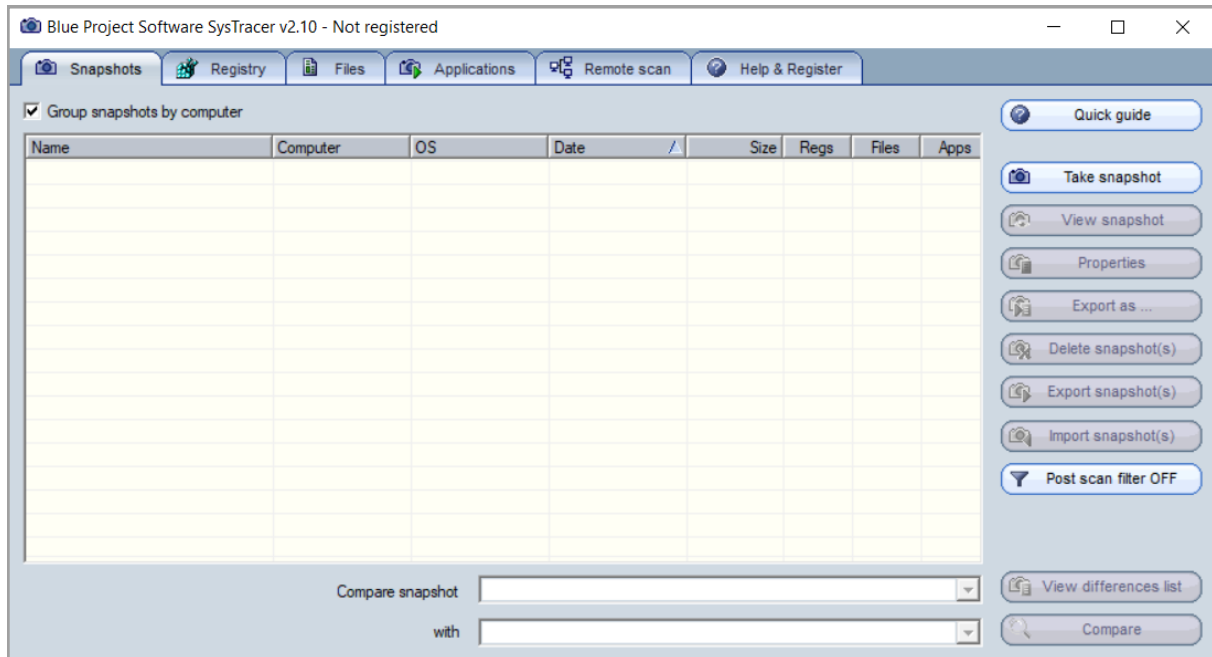 Blue Project Software SysTracer v2.10 - Not registered
Snapshots Registry Files Applications Remote scan Help & Register
Group snapshots by computer
Quick guide
Name Computer OS Date Size Regs Files Apps
Take snapshot
View snapshot
Properties
Export as ...
Delete snapshot(s)
Export snapshot(s)
Import snapshot(s)
Post scan filter OFF
Compare snapshot
View differences list
with
Compare